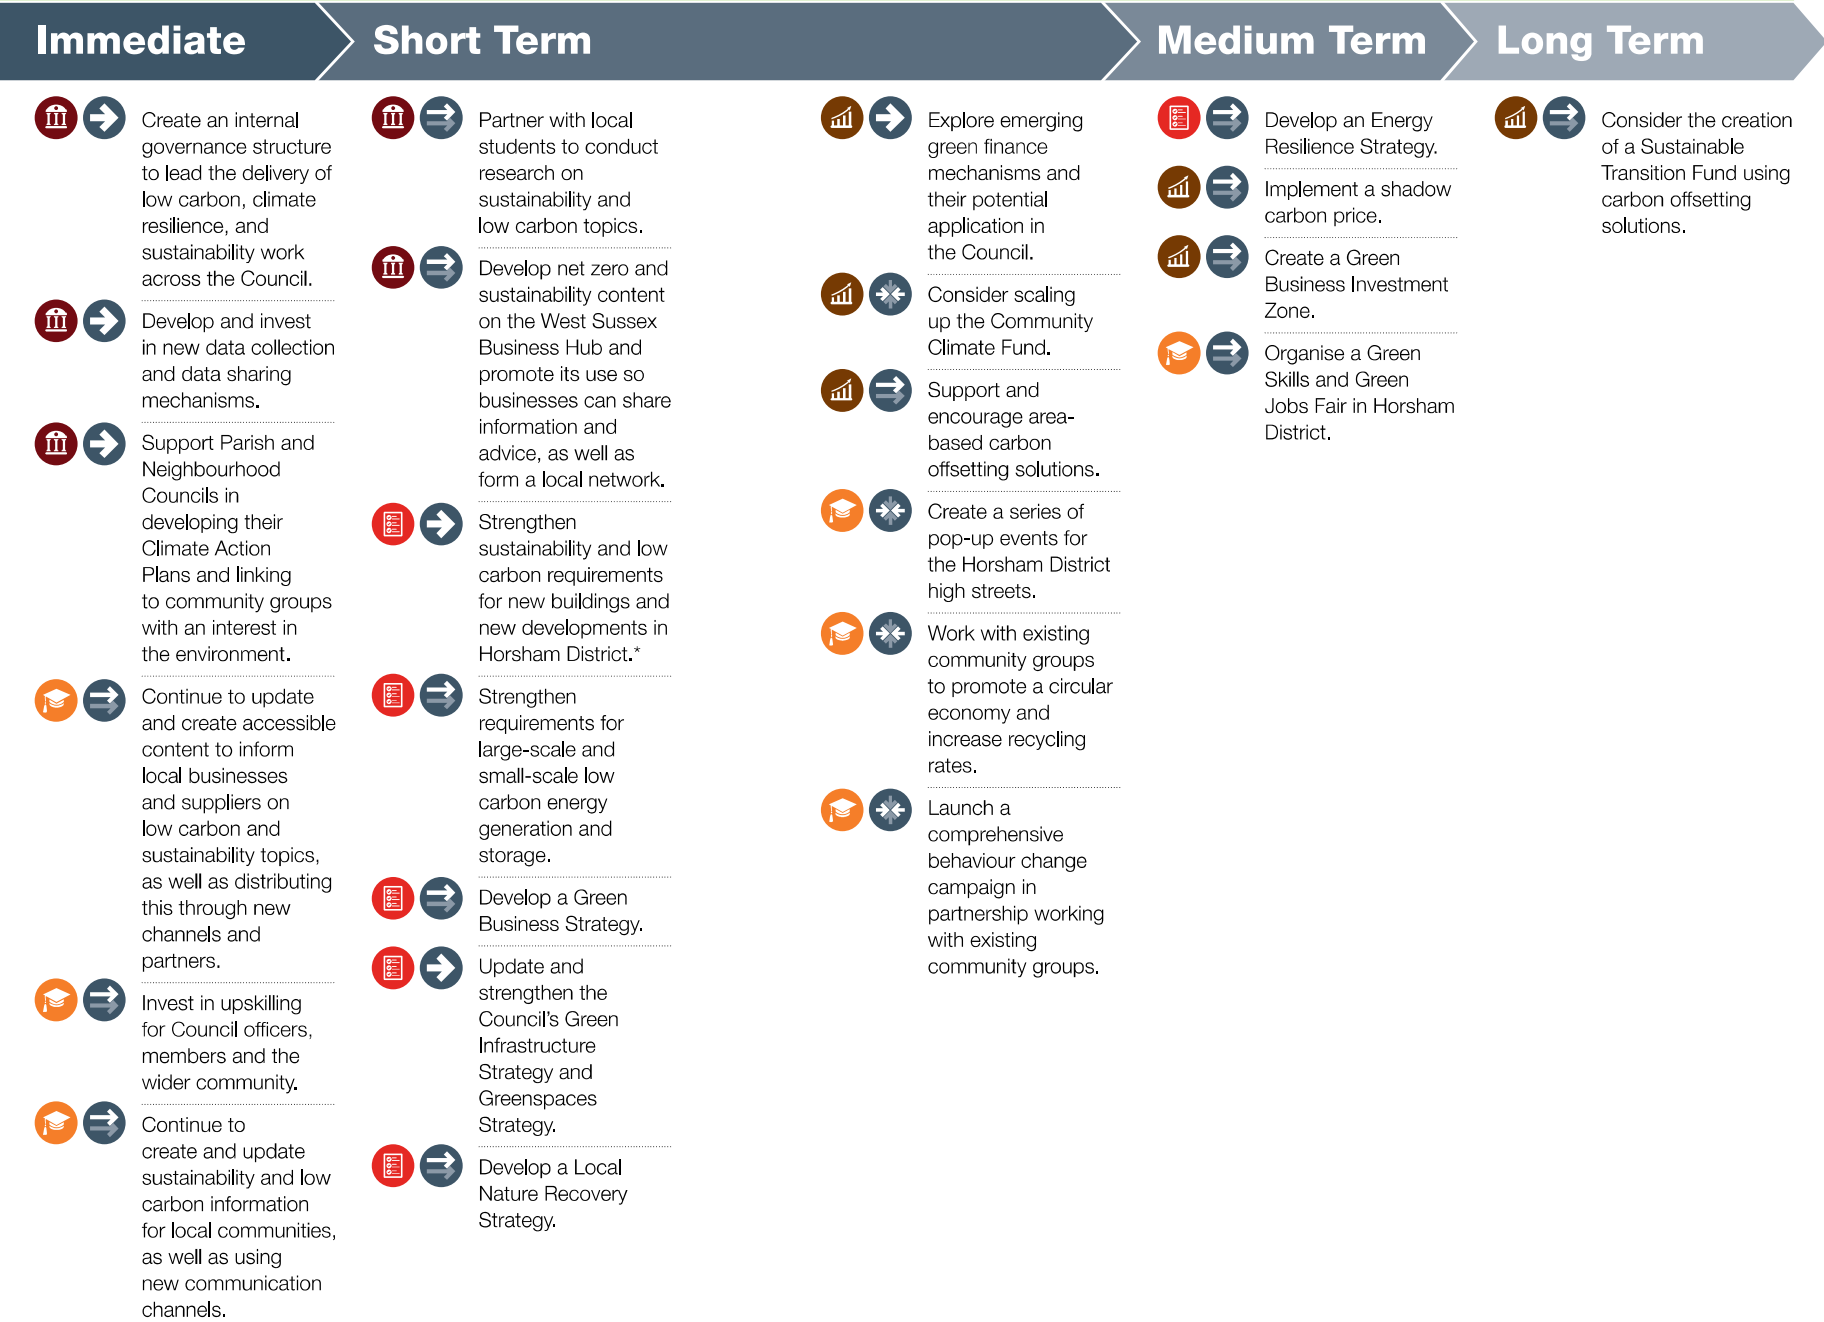 Immediate
Short Term
Medium Term
Long Term
Create an internal
governance structure
to lead the delivery of
low carbon, climate
resilience, and
sustainability work
across the Council.
Develop and invest
in new data collection
and data sharing
mechanisms.
Support Parish and
Neighbourhood
Councils in
developing their
Climate Action
Plans and linking
to community groups
with an interest in
the environment.
Continue to update
and create accessible
content to inform
local businesses
and suppliers on
low carbon and
sustainability topics,
as well as distributing
this through new
channels and
partners.
Invest in upskilling
for Council officers,
members and the
wider community.
Continue to
create and update
sustainability and low
carbon information
for local communities,
as well as using
new communication
channels.
Partner with local
students to conduct
research on
sustainability and
low carbon topics.
Develop net zero and
sustainability content
on the West Sussex
Business Hub and
promote its use so
businesses can share
information and
advice, as well as
form a local network.
Strengthen
sustainability and low
carbon requirements
for new buildings and
new developments in
Horsham District.*
Strengthen
requirements for
large-scale and
small-scale low
carbon energy
generation and
storage.
Develop a Green
Business Strategy.
Update and
strengthen the
Council’s Green
Infrastructure
Strategy and
Greenspaces
Strategy.
Develop a Local
Nature Recovery
Strategy.
Explore emerging
green finance
mechanisms and
their potential
application in
the Council.
Consider scaling
up the Community
Climate Fund.
Support and
encourage area-
based carbon
offsetting solutions.
Create a series of
pop-up events for
the Horsham District
high streets.
Work with existing
community groups
to promote a circular
economy and
increase recycling
rates.
Launch a
comprehensive
behaviour change
campaign in
partnership working
with existing
community groups.
Develop an Energy
Resilience Strategy.
Implement a shadow
carbon price.
Create a Green
Business Investment
Zone.
Organise a Green
Skills and Green
Jobs Fair in Horsham
District.
Consider the creation
of a Sustainable
Transition Fund using
carbon offsetting
solutions.